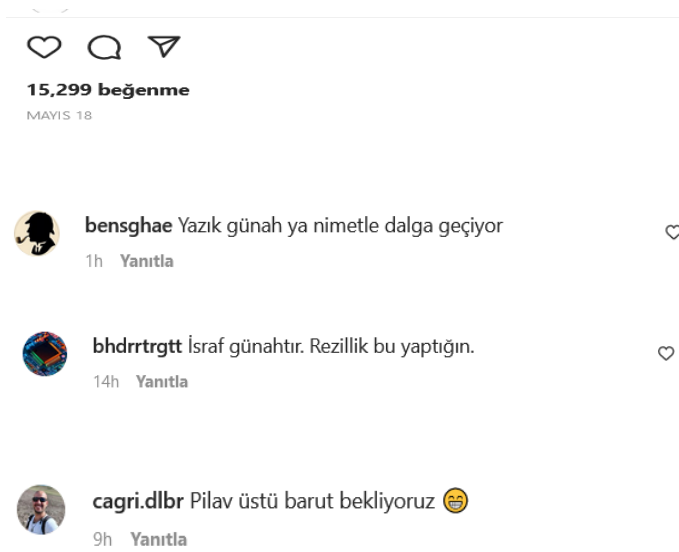 15,299 beğenme
MAYIS 18
bensghae Yazık günah ya nimetle dalga geçiyor
1h Yanıtla
bhdrrtrgtt İsraf günahtır. Rezillik bu yaptığın.
14h Yanıtla
cagri.dlbr Pilav üstü barut bekliyoruz 😁
9h Yanıtla